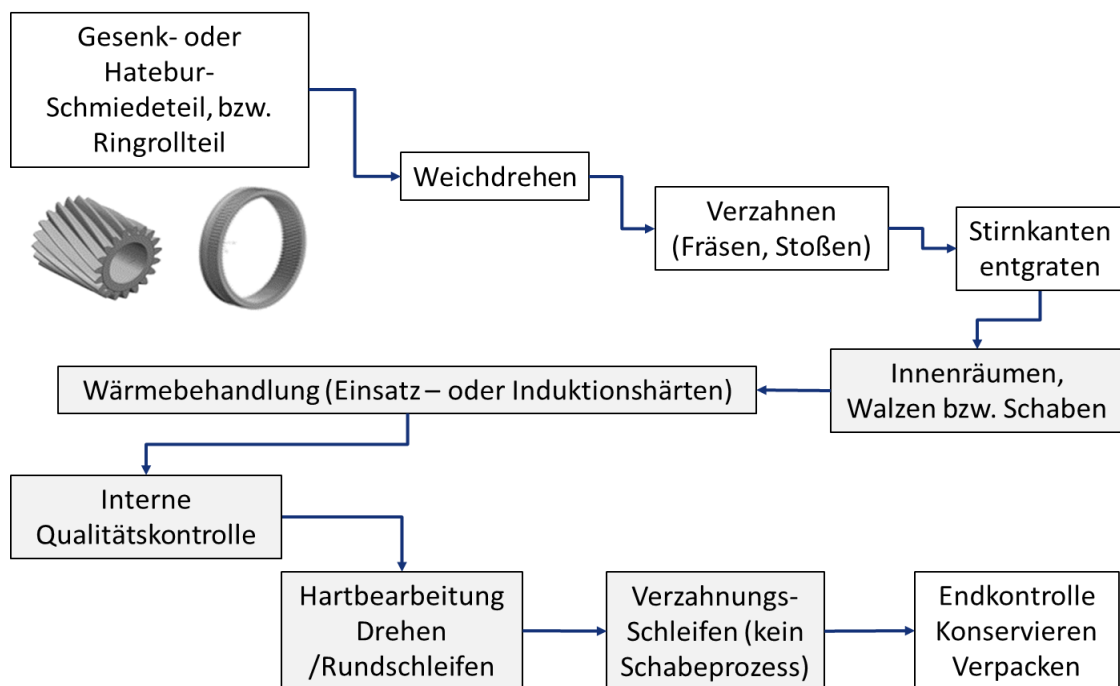 Gesenk- oder
Hatebur-
Schmiedeteil, bzw.
Ringrollteil
Weichdrehen
Verzahnen
(Fräsen, Stoßen)
Stirnkanten
entgraten
Innenräumen,
Walzen bzw. Schaben
Wärmebehandlung (Einsatz – oder Induktionshärten)
Interne
Qualitätskontrolle
Hartbearbeitung
Drehen
/Rundschleifen
Verzahnungs-
Schleifen (kein
Schabeprozess)
Endkontrolle
Konservieren
Verpacken